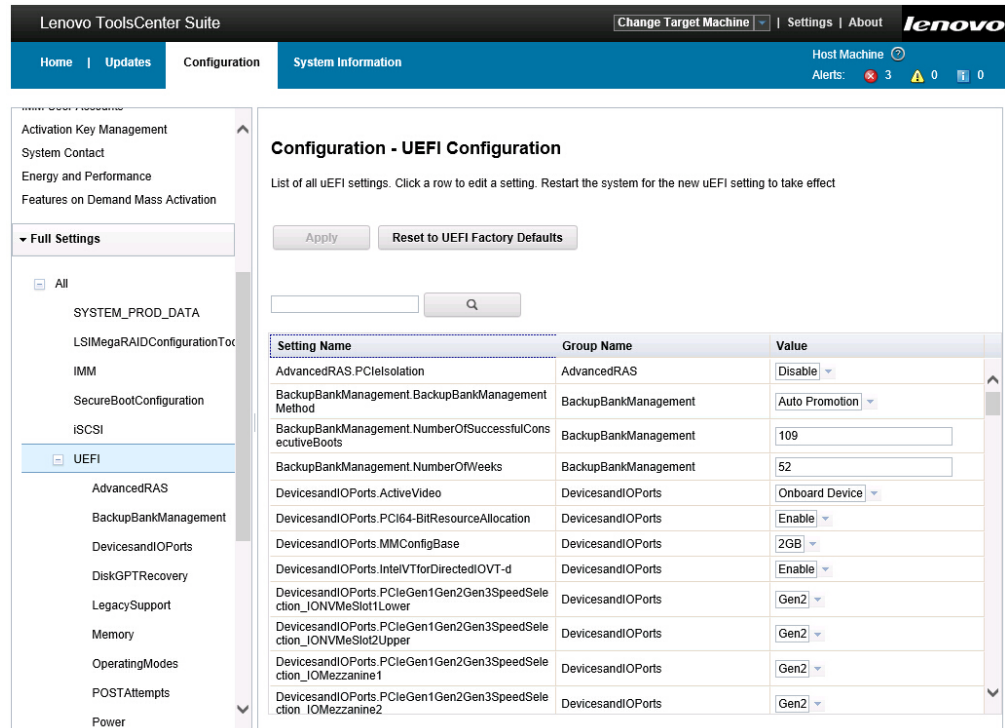 Lenovo ToolsCenter Suite
Change Target Machine | Settings | About
lenovo
Home | Updates
Configuration
System Information
Host Machine ?
Alerts: 3 0 0
IMM User Accounts
Activation Key Management
System Contact
Energy and Performance
Features on Demand Mass Activation
Full Settings
All
SYSTEM_PROD_DATA
LSIMegaRAIDConfigurationToo
IMM
SecureBootConfiguration
iSCSI
UEFI
AdvancedRAS
BackupBankManagement
DevicesandIOPorts
DiskGPTRecovery
LegacySupport
Memory
OperatingModes
POSTAttempts
Power
Configuration - UEFI Configuration
List of all uEFI settings. Click a row to edit a setting. Restart the system for the new uEFI setting to take effect
Apply
Reset to UEFI Factory Defaults
Setting Name Group Name Value
AdvancedRAS.PCIeIsolation AdvancedRAS Disable
BackupBankManagement.BackupBankManagement
Method BackupBankManagement Auto Promotion
BackupBankManagement.NumberOfSuccessfulCons
ecutiveBoots BackupBankManagement 109
BackupBankManagement.NumberOfWeeks BackupBankManagement 52
DevicesandIOPorts.ActiveVideo DevicesandIOPorts Onboard Device
DevicesandIOPorts.PCI64-BitResourceAllocation DevicesandIOPorts Enable
DevicesandIOPorts.MMConfigBase DevicesandIOPorts 2GB
DevicesandIOPorts.IntelVTforDirectedIOVT-d DevicesandIOPorts Enable
DevicesandIOPorts.PCIeGen1Gen2Gen3SpeedSele
ction_IONVMeSlot1Lower DevicesandIOPorts Gen2
DevicesandIOPorts.PCIeGen1Gen2Gen3SpeedSele
ction_IONVMeSlot2Upper DevicesandIOPorts Gen2
DevicesandIOPorts.PCIeGen1Gen2Gen3SpeedSele
ction_IOMezzanine1 DevicesandIOPorts Gen2
DevicesandIOPorts.PCIeGen1Gen2Gen3SpeedSele
ction_IOMezzanine2 DevicesandIOPorts Gen2